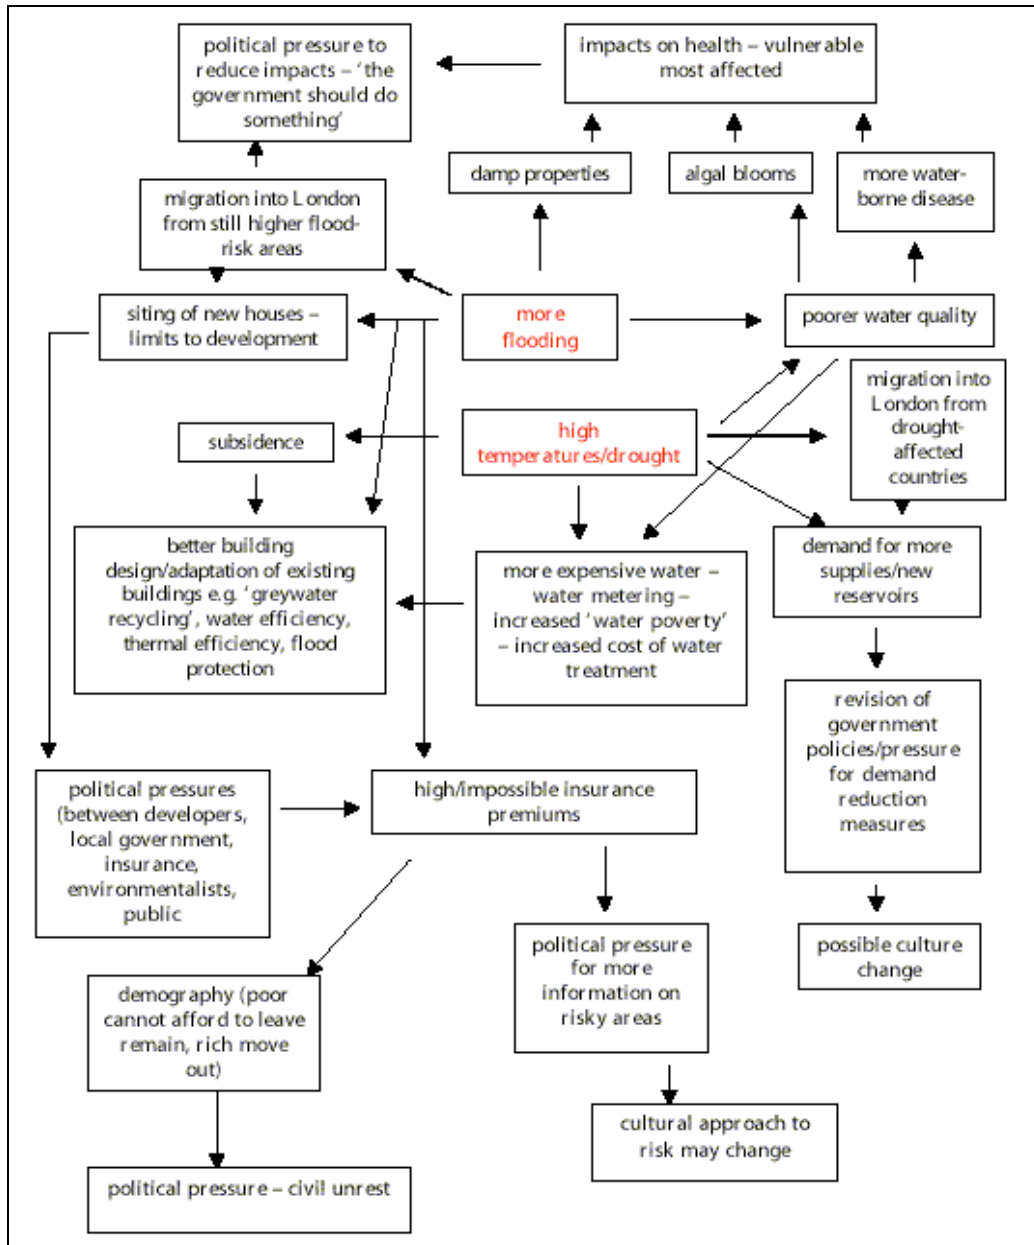 political pressure to
reduce impacts – ‘the
government should do
something’
impacts on health – vulnerable
most affected
damp properties
algal blooms
more water-
borne disease
migration into London
from still higher flood-
risk areas
siting of new houses –
limits to development
more
flooding
poorer water quality
migration into
London from
drought-
affected
countries
subsidence
high
temperatures/drought
better building
design/adaptation of existing
buildings e.g. ‘greywater
recycling’, water efficiency,
thermal efficiency, flood
protection
more expensive water –
water metering –
increased ‘water poverty’
– increased cost of water
treatment
demand for more
supplies/new
reservoirs
revision of
government
policies/pressure
for demand
reduction
measures
political pressures
(between developers,
local government,
insurance,
environmentalists,
public
high/impossible insurance
premiums
political pressure
for more
information on
risky areas
possible culture
change
demography (poor
cannot afford to leave
remain, rich move
out)
cultural approach to
risk may change
political pressure – civil unrest